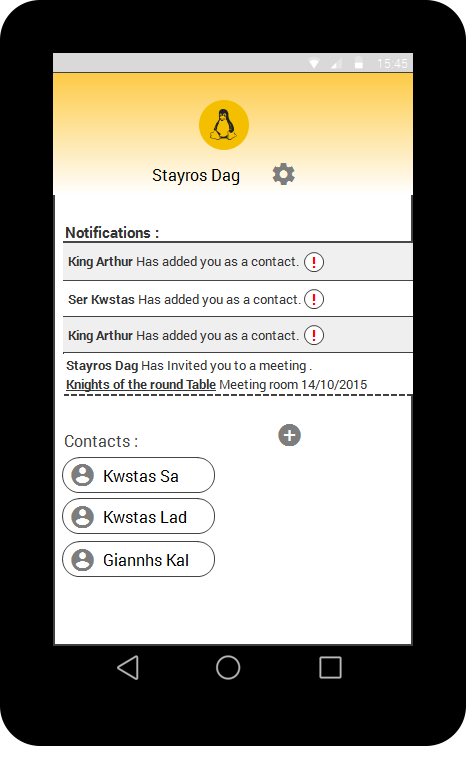 15:45
Stayros Dag
Notifications :
King Arthur Has added you as a contact. !
Ser Kwstas Has added you as a contact. !
King Arthur Has added you as a contact. !
Stayros Dag Has Invited you to a meeting .
Knights of the round Table Meeting room 14/10/2015
Contacts :
Kwstas Sa
Kwstas Lad
Giannhs Kal